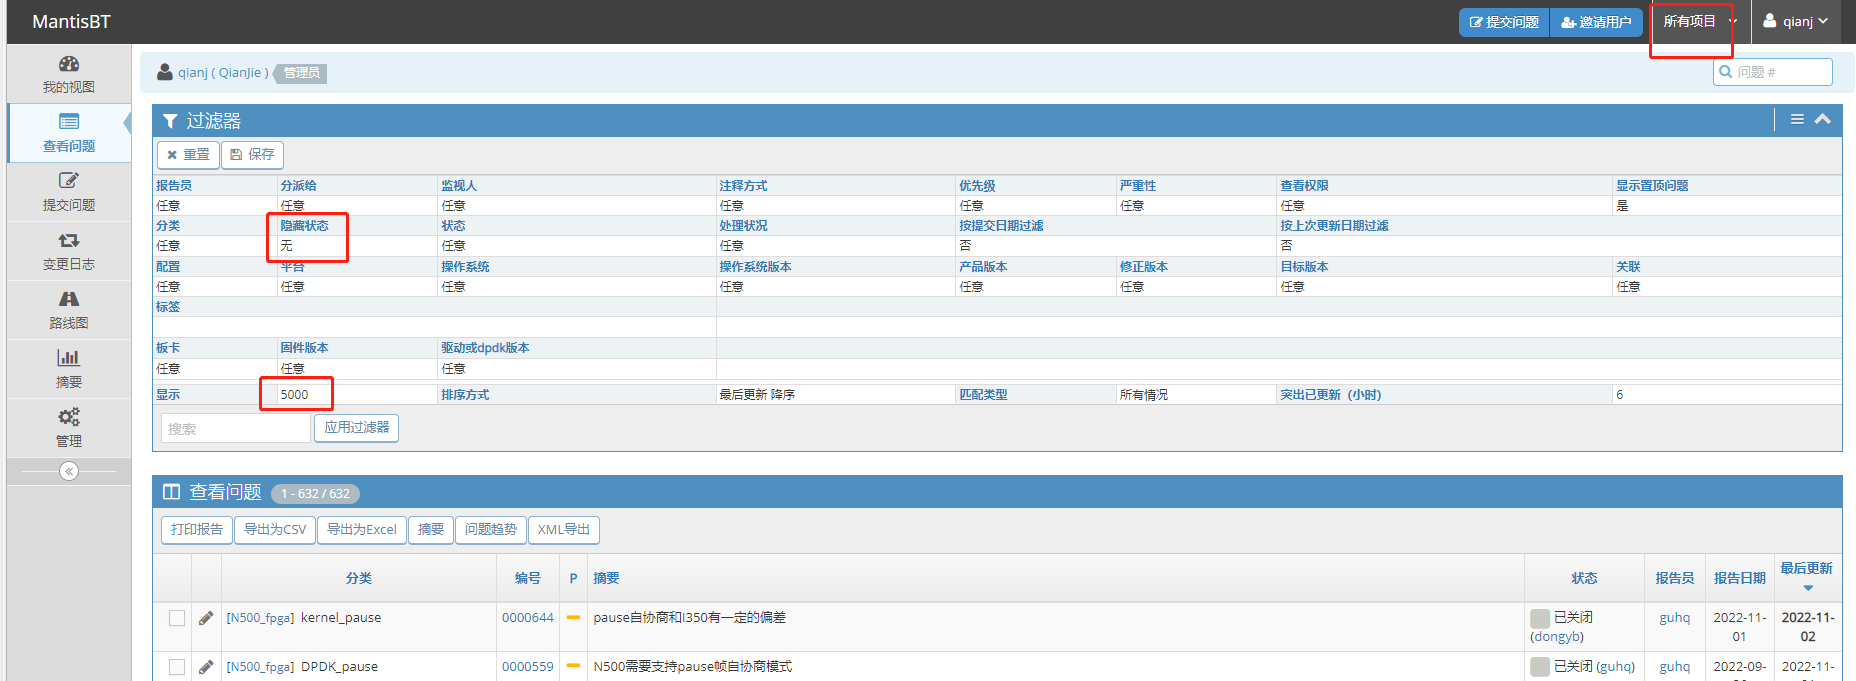 MantisBT
提交问题 邀请用户 所有项目 qianj
我的视图
查看问题
提交问题
变更日志
路线图
摘要
管理
qianj ( QianJie ) 管理员
问题 #
过滤器
重置 保存
报告员 分派给 监视人 注释方式 优先级 严重性 查看权限 显示置顶问题
任意 任意 任意 任意 任意 任意 任意 是
分类 隐藏状态 状态 处理状况 按提交日期过滤 按上次更新日期过滤
任意 无 任意 任意 否 否
配置 平台 操作系统 操作系统版本 产品版本 修正版本 目标版本 关联
任意 任意 任意 任意 任意 任意 任意 任意
标签
板卡 固件版本 驱动或dpdk版本
任意 任意 任意
显示 5000 排序方式 最后更新 降序 匹配类型 所有情况 突出已更新（小时） 6
搜索 应用过滤器
查看问题 1 - 632 / 632
打印报告 导出为CSV 导出为Excel 摘要 问题趋势 XML导出
分类 编号 P 摘要 状态 报告员 报告日期 最后更新
[N500_fpga] kernel_pause 0000644 pause自协商和I350有一定的偏差 已关闭 guhq 2022-11- 2022-11-
(dongyb) 01 02
[N500_fpga] DPDK_pause 0000559 N500需要支持pause帧自协商模式 已关闭 (guhq) guhq 2022-09- 2022-11-